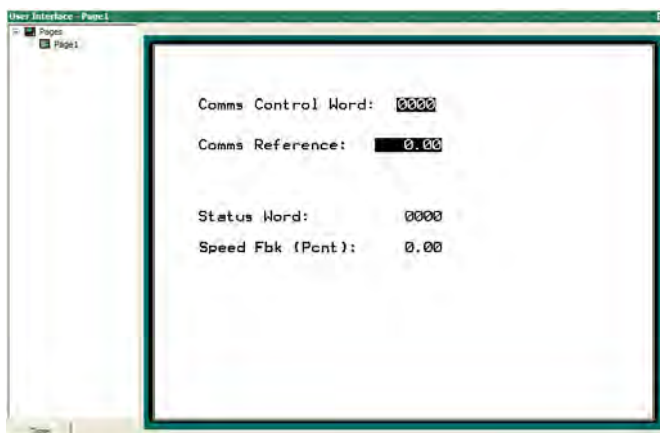 User Interface - Page1
Pages
Page1
Comms Control Word: 0000
Comms Reference: 0.00
Status Word: 0000
Speed Fbk (Pcnt): 0.00